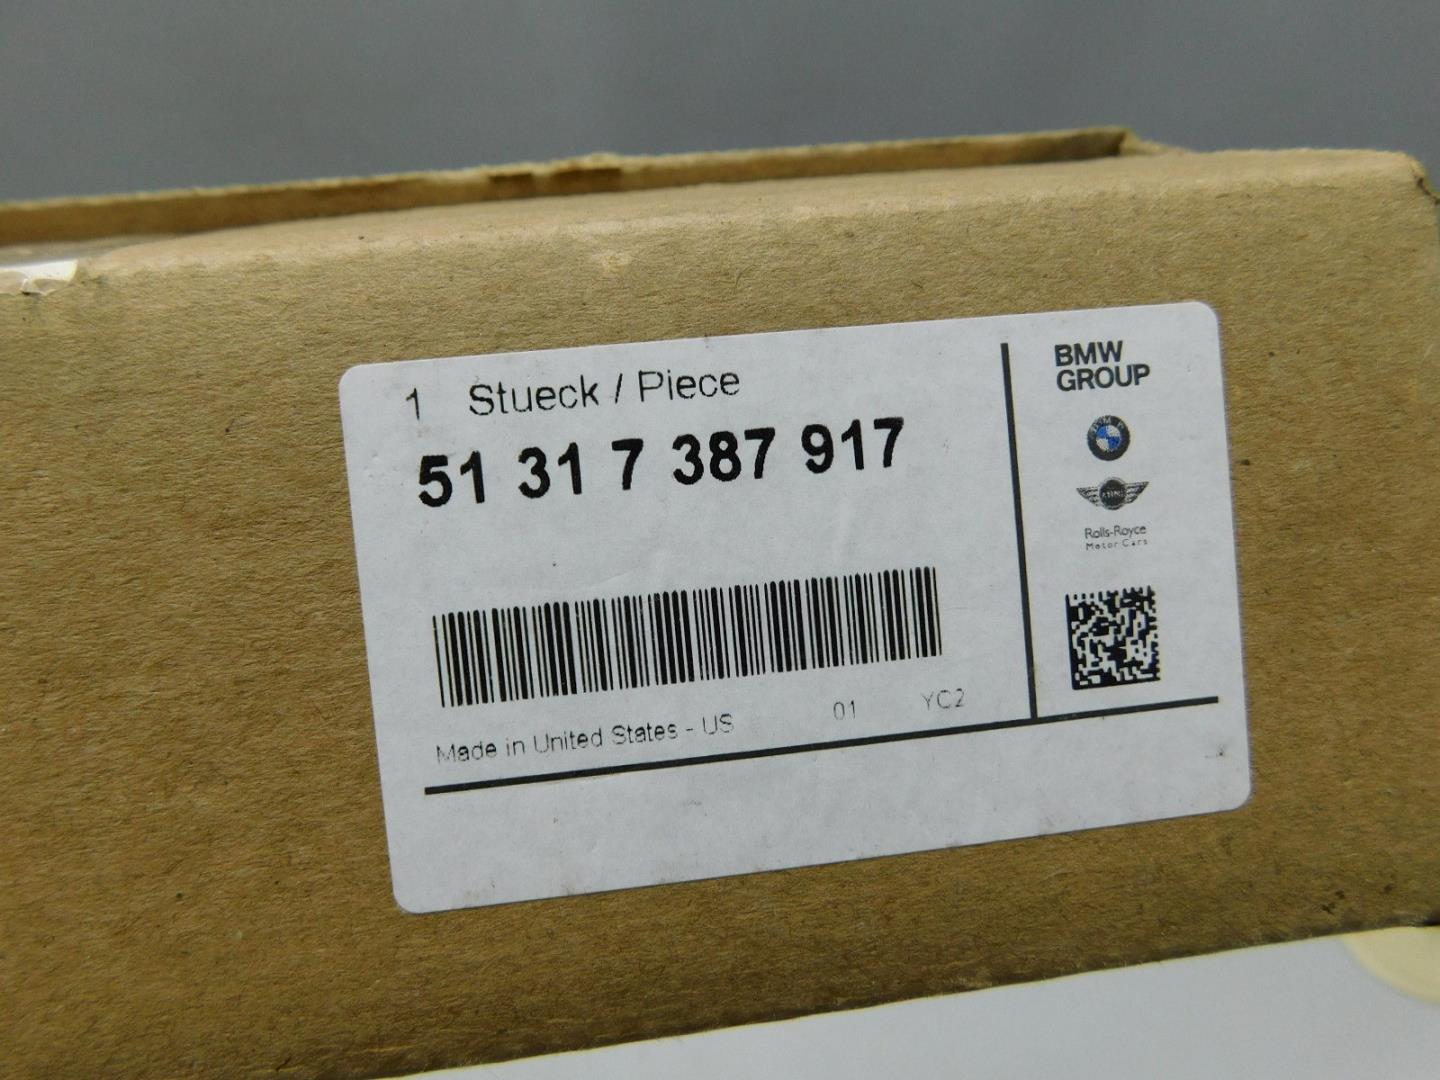 1 Stueck / Piece
51 31 7 387 917
Made in United States - US 01 YC2
BMW
GROUP
Rolls-Royce
Motor Cars